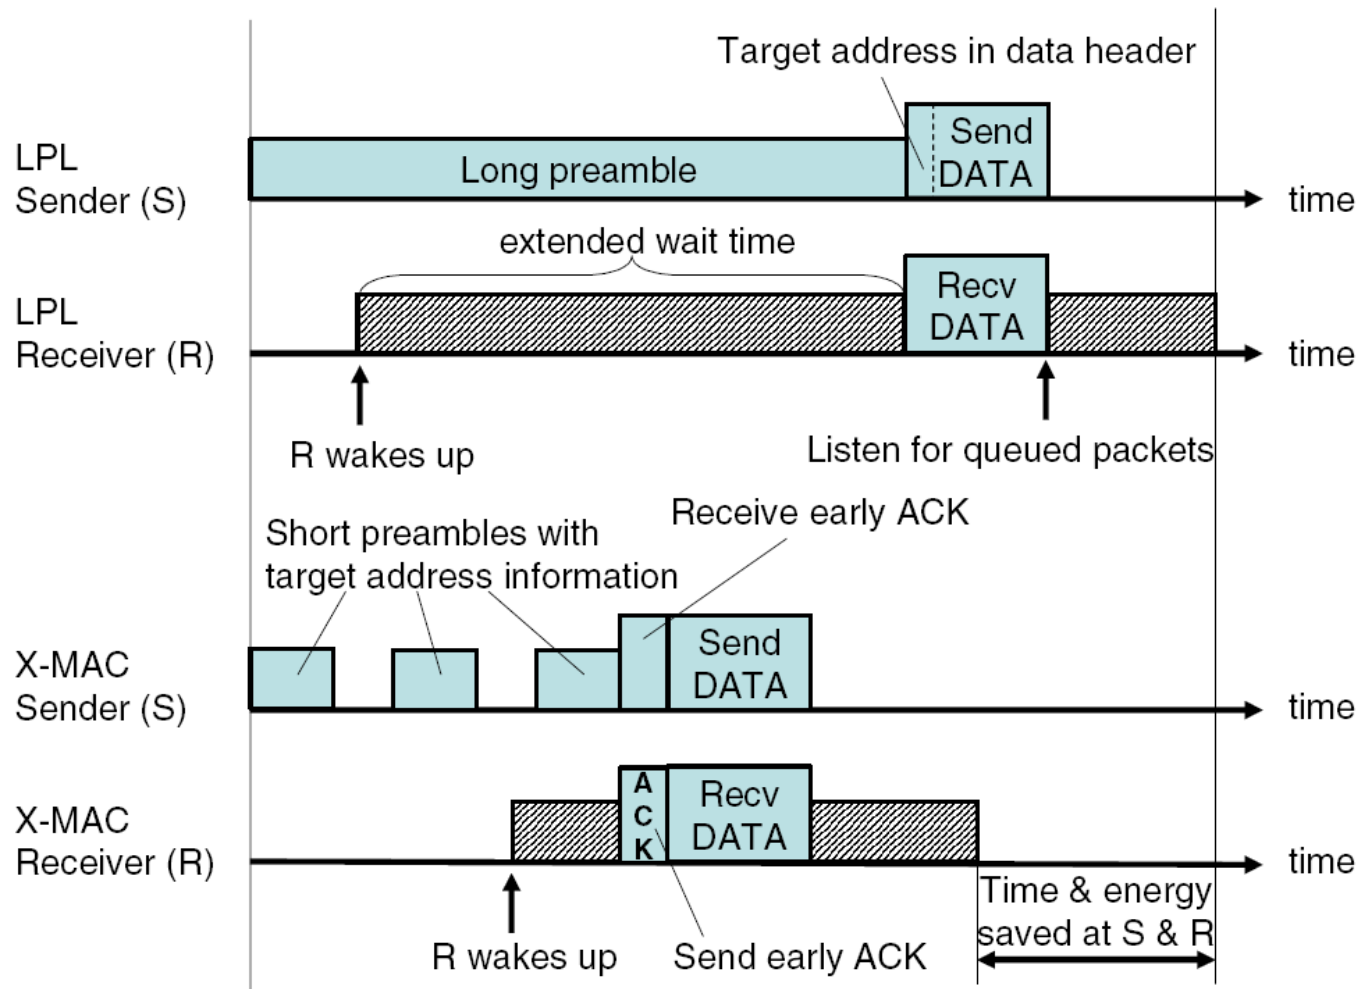 Target address in data header
LPL
Sender (S)
Long preamble
Send
DATA
time
extended wait time
LPL
Receiver (R)
Recv
DATA
time
R wakes up
Listen for queued packets
Receive early ACK
Short preambles with
target address information
X-MAC
Sender (S)
Send
DATA
time
X-MAC
Receiver (R)
A
C
K
Recv
DATA
time
Time & energy
saved at S & R
R wakes up
Send early ACK